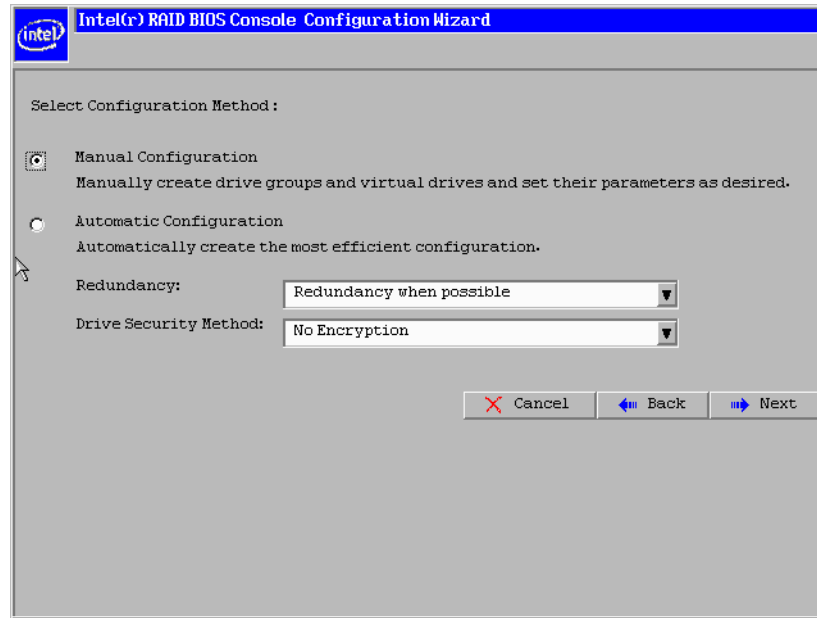 intel
Intel(r) RAID BIOS Console Configuration Wizard
Select Configuration Method:
Manual Configuration
Manually create drive groups and virtual drives and set their parameters as desired.
Automatic Configuration
Automatically create the most efficient configuration.
Redundancy:
Redundancy when possible
Drive Security Method:
No Encryption
Cancel
Back
Next